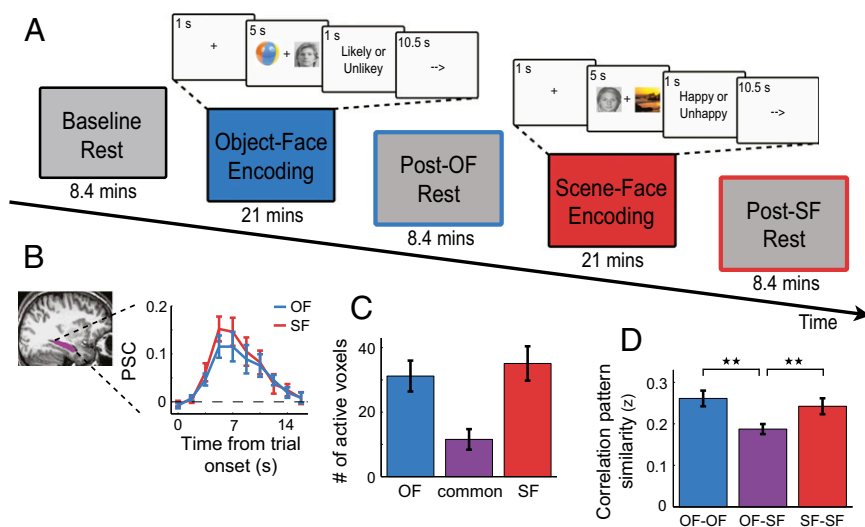 A
1 s
+
5 s
+
1 s
Likely or
Unlikey
10.5 s
-->
1 s
+
5 s
+
1 s
Happy or
Unhappy
10.5 s
-->
Baseline
Rest
8.4 mins
Object-Face
Encoding
21 mins
Post-OF
Rest
8.4 mins
Scene-Face
Encoding
21 mins
Post-SF
Rest
8.4 mins
Time
B
PSC
0.2
0.1
0
OF
SF
0 7 14
Time from trial
onset (s)
C
# of active voxels
40
20
0
OF common SF
D
Correlation pattern
similarity (z)
0.3
0.2
0.1
★★ ★★
OF-OF OF-SF SF-SF